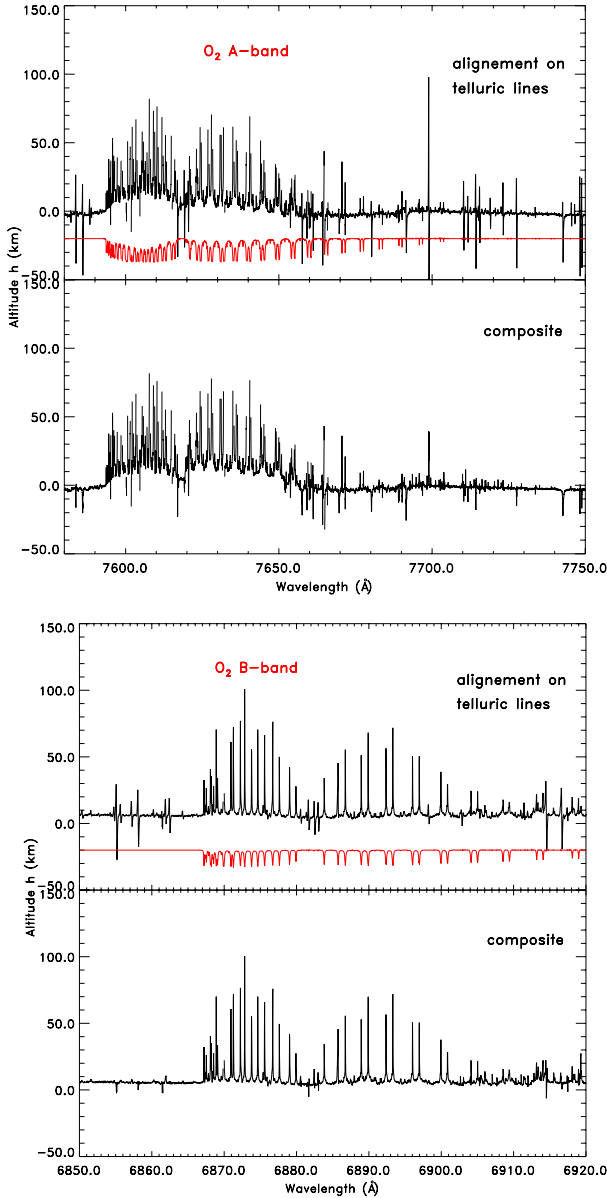 150.0
O2 A-band
alignement on
telluric lines
100.0
50.0
0.0
-50.0
Altitude h (km)
150.0
composite
100.0
50.0
0.0
-50.0
7600.0 7650.0 7700.0 7750.0
Wavelength (Å)
150.0
O2 B-band
alignement on
telluric lines
100.0
50.0
0.0
-50.0
Altitude h (km)
150.0
composite
100.0
50.0
0.0
-50.0
6850.0 6860.0 6870.0 6880.0 6890.0 6900.0 6910.0 6920.0
Wavelength (Å)